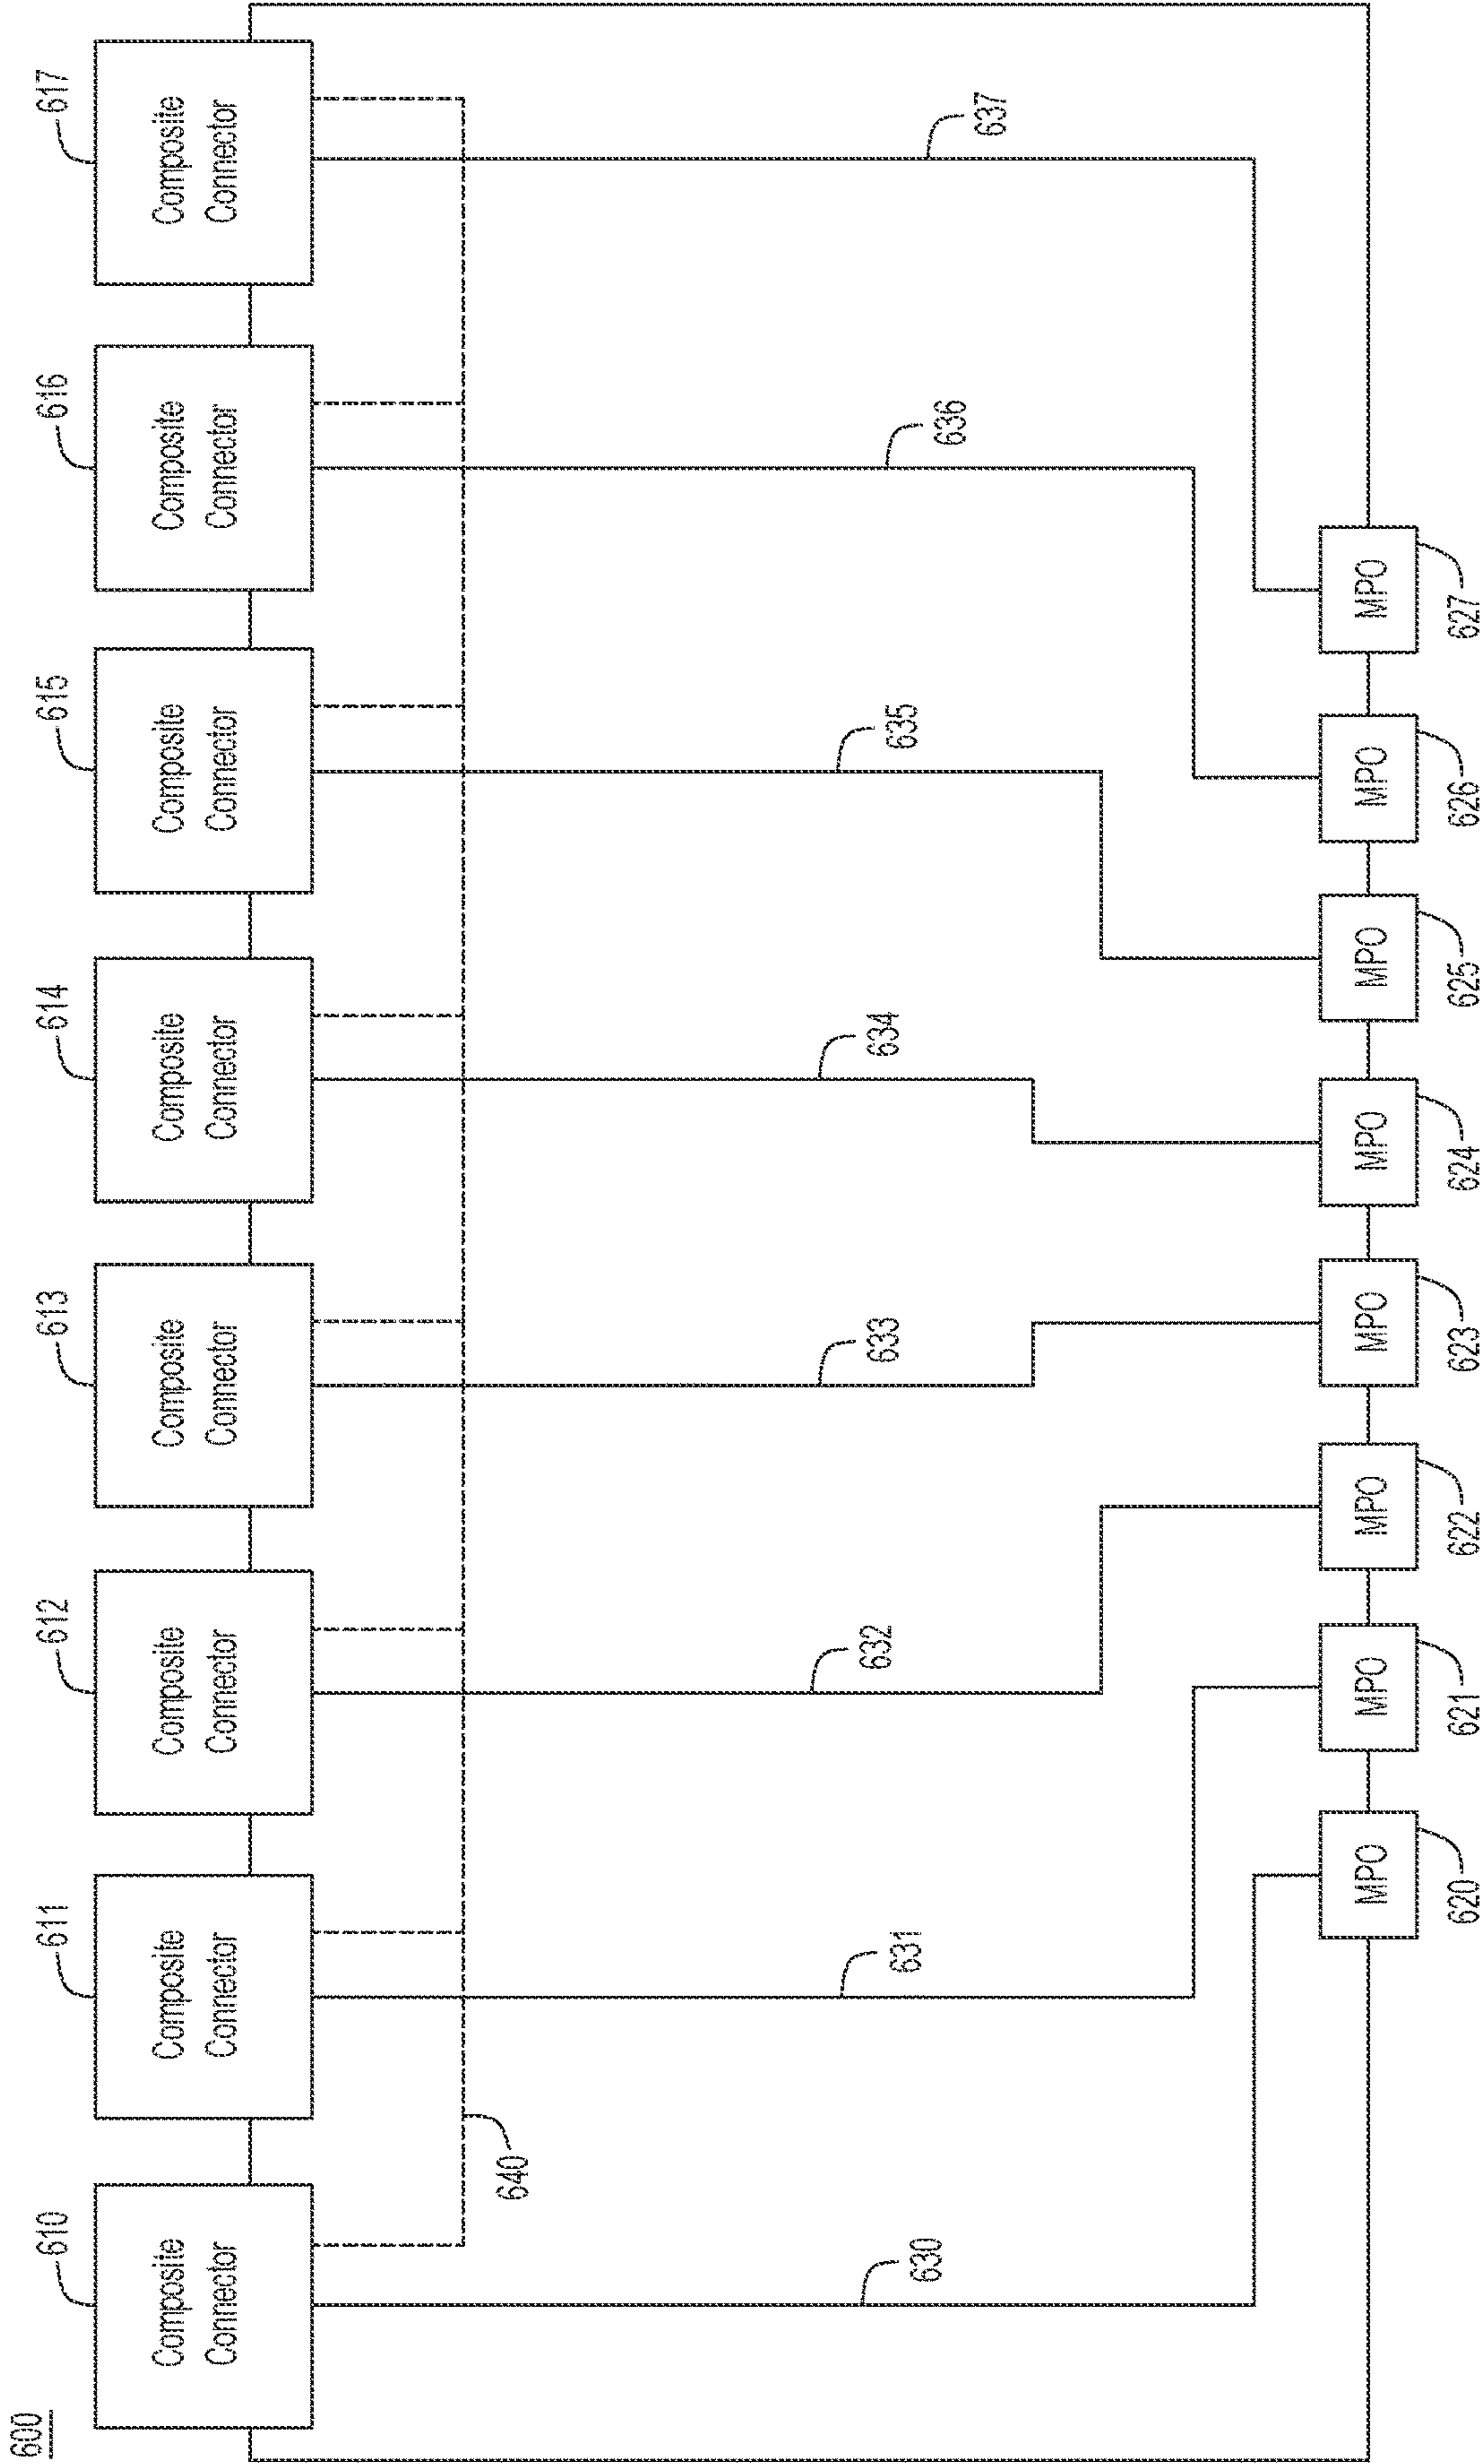 600
610
611
612
613
614
615
616
617
Composite
Connector
Composite
Connector
Composite
Connector
Composite
Connector
Composite
Connector
Composite
Connector
Composite
Connector
Composite
Connector
640
630
631
632
633
634
635
636
637
MPO
MPO
MPO
MPO
MPO
MPO
MPO
MPO
620
621
622
623
624
625
626
627